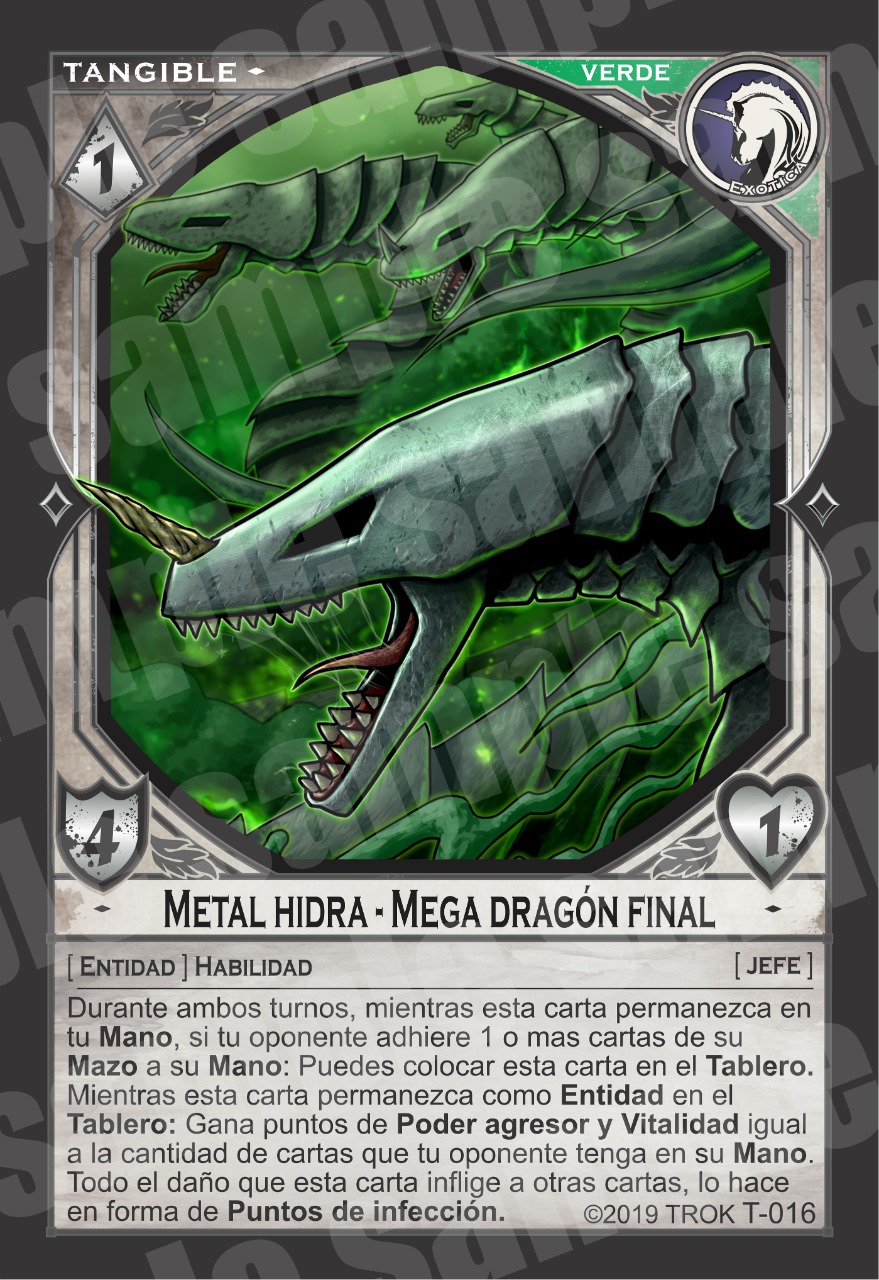 TANGIBLE
VERDE
1
EXOTICA
4
1
METAL HIDRA · MEGA DRAGÓN FINAL
[ ENTIDAD ] HABILIDAD [ JEFE ]
Durante ambos turnos, mientras esta carta permanezca en
tu Mano, si tu oponente adhiere 1 o mas cartas de su
Mazo a su Mano: Puedes colocar esta carta en el Tablero.
Mientras esta carta permanezca como Entidad en el
Tablero: Gana puntos de Poder agresor y Vitalidad igual
a la cantidad de cartas que tu oponente tenga en su Mano.
Todo el daño que esta carta inflige a otras cartas, lo hace
en forma de Puntos de infección. ©2019 TROK T-016
sample sample sample